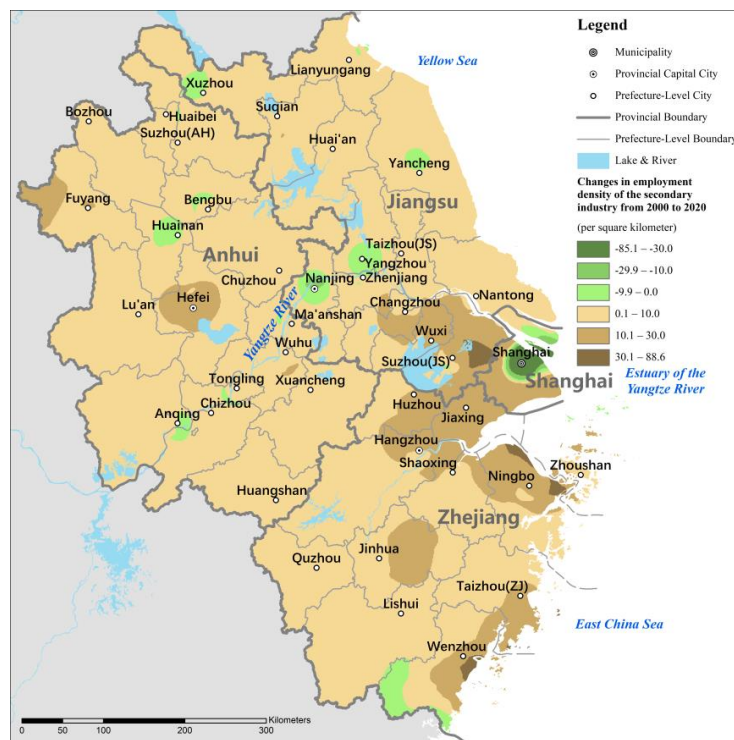 Legend
Municipality
Provincial Capital City
Prefecture-Level City
Provincial Boundary
Prefecture-Level Boundary
Lake & River
Changes in employment
density of the secondary
industry from 2000 to 2020
(per square kilometer)
-85.1 – -30.0
-29.9 – -10.0
-9.9 – 0.0
0.1 – 10.0
10.1 – 30.0
30.1 – 88.6
Yellow Sea
Lianyungang
Xuzhou
Suqian
Bozhou
Huaibei
Suzhou(AH)
Huai'an
Yancheng
Fuyang
Bengbu
Jiangsu
Huainan
Anhui
Taizhou(JS)
Yangzhou
Chuzhou
Nanjing
Zhenjiang
Hefei
Lu'an
Nantong
Changzhou
Ma'anshan
Yangtze River
Wuxi
Wuhu
Suzhou(JS)
Shanghai
Shanghai
Estuary of the
Yangtze River
Tongling
Xuancheng
Chizhou
Anqing
Huzhou
Jiaxing
Hangzhou
Shaoxing
Zhoushan
Ningbo
Huangshan
Zhejiang
Quzhou
Jinhua
Taizhou(ZJ)
Lishui
East China Sea
Wenzhou
Kilometers
0 50 100 200 300